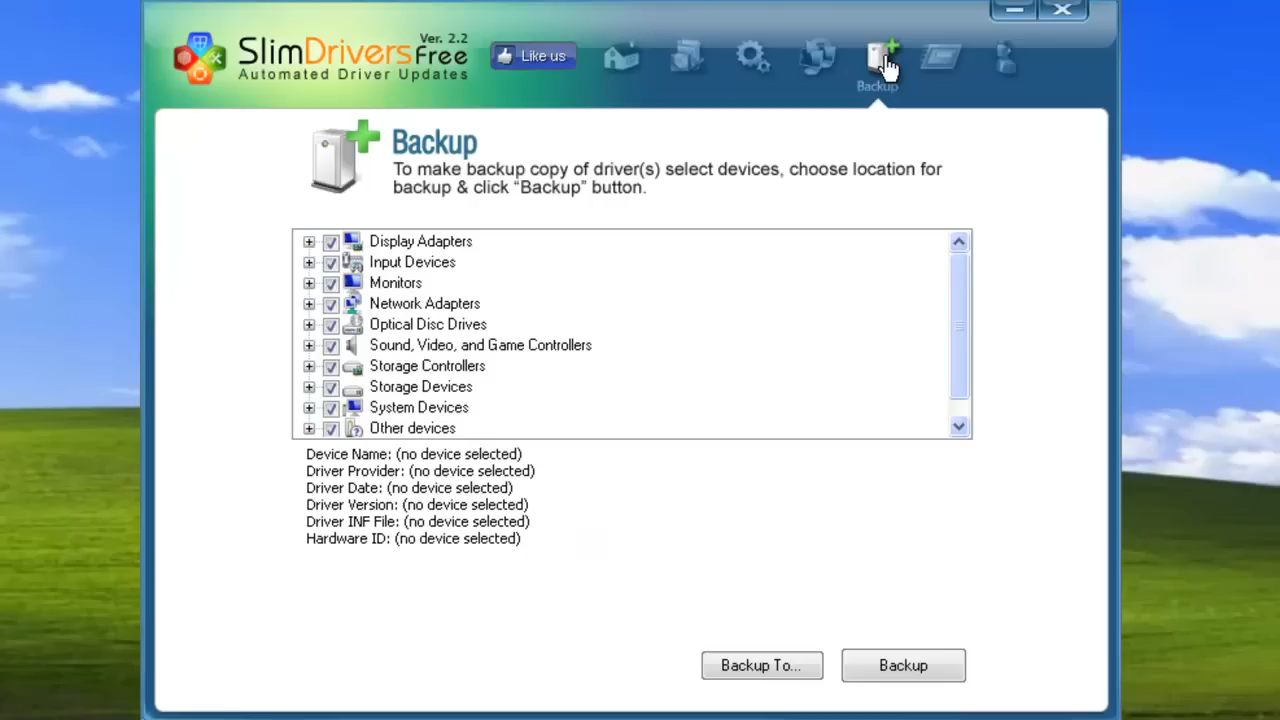 Ver. 2.2
SlimDriversFree
Automated Driver Updates
Like us
Backup
Backup
To make backup copy of driver(s) select devices, choose location for
backup & click “Backup” button.
Display Adapters
Input Devices
Monitors
Network Adapters
Optical Disc Drives
Sound, Video, and Game Controllers
Storage Controllers
Storage Devices
System Devices
Other devices
Device Name: (no device selected)
Driver Provider: (no device selected)
Driver Date: (no device selected)
Driver Version: (no device selected)
Driver INF File: (no device selected)
Hardware ID: (no device selected)
Backup To... Backup